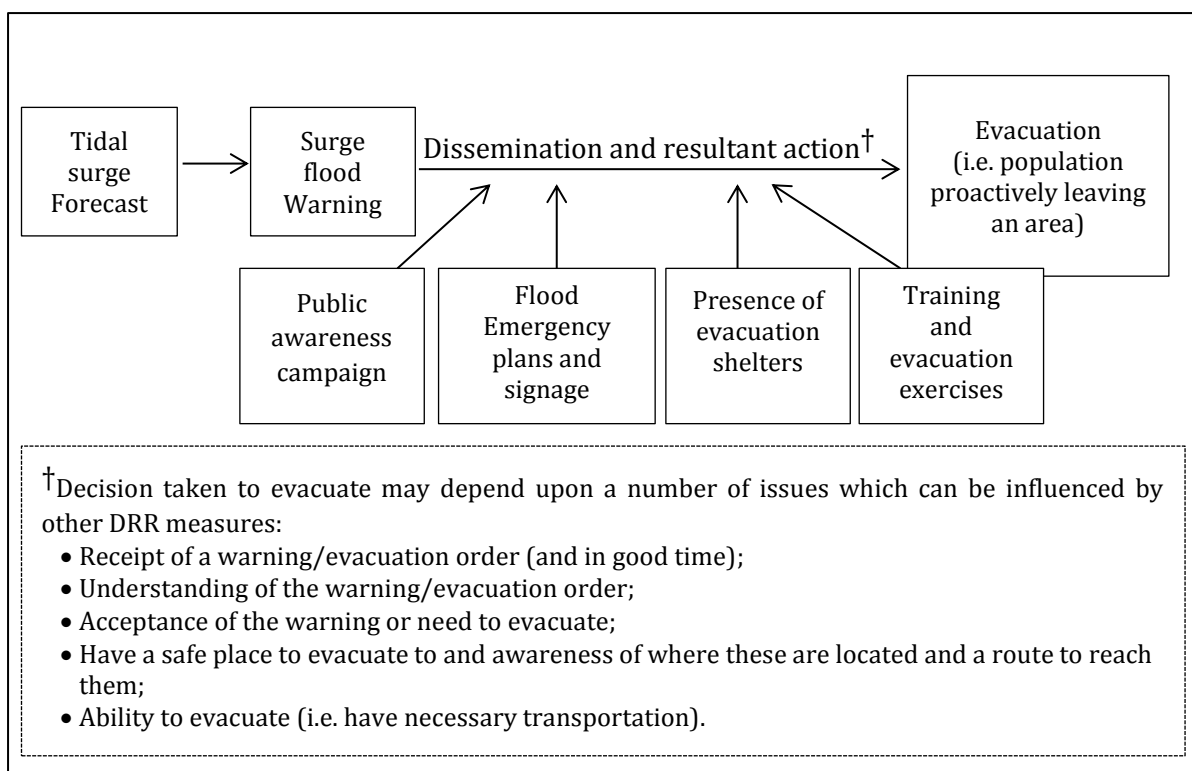 Tidal
surge
Forecast
Surge
flood
Warning
Dissemination and resultant action†
Evacuation
(i.e. population
proactively leaving
an area)
Public
awareness
campaign
Flood
Emergency
plans and
signage
Presence of
evacuation
shelters
Training
and
evacuation
exercises
†Decision taken to evacuate may depend upon a number of issues which can be influenced by
other DRR measures:
• Receipt of a warning/evacuation order (and in good time);
• Understanding of the warning/evacuation order;
• Acceptance of the warning or need to evacuate;
• Have a safe place to evacuate to and awareness of where these are located and a route to reach
them;
• Ability to evacuate (i.e. have necessary transportation).